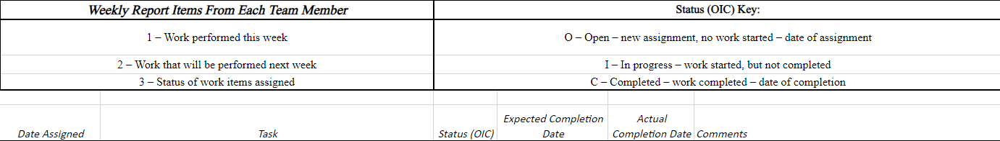 Weekly Report Items From Each Team Member
Status (OIC) Key:
1 – Work performed this week
O – Open – new assignment, no work started – date of assignment
2 – Work that will be performed next week
I – In progress – work started, but not completed
3 – Status of work items assigned
C – Completed – work completed – date of completion
Date Assigned
Task
Status (OIC)
Expected Completion
Date
Actual
Completion Date
Comments